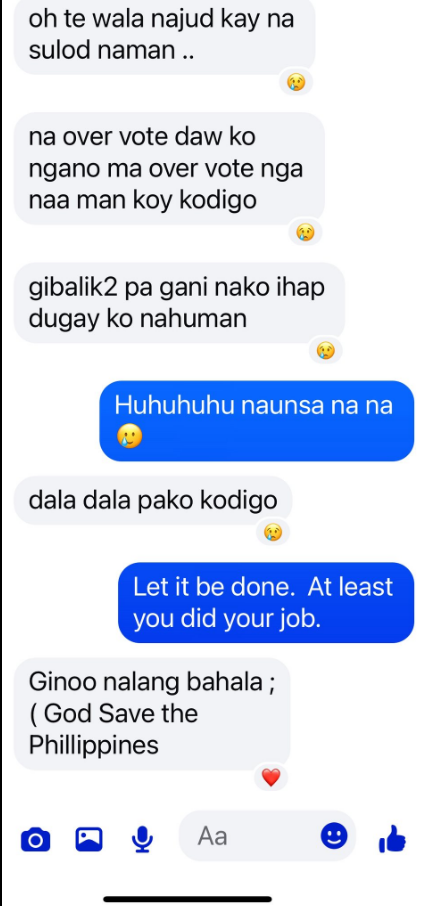 oh te wala najud kay na
sulod naman ..
na over vote daw ko
ngano ma over vote nga
naa man koy kodigo
gibalik2 pa gani nako ihap
dugay ko nahuman
Huhuhuhu naunsa na na
🥲
dala dala pako kodigo
Let it be done.  At least
you did your job.
Ginoo nalang bahala ;
( God Save the
Phillippines
Aa